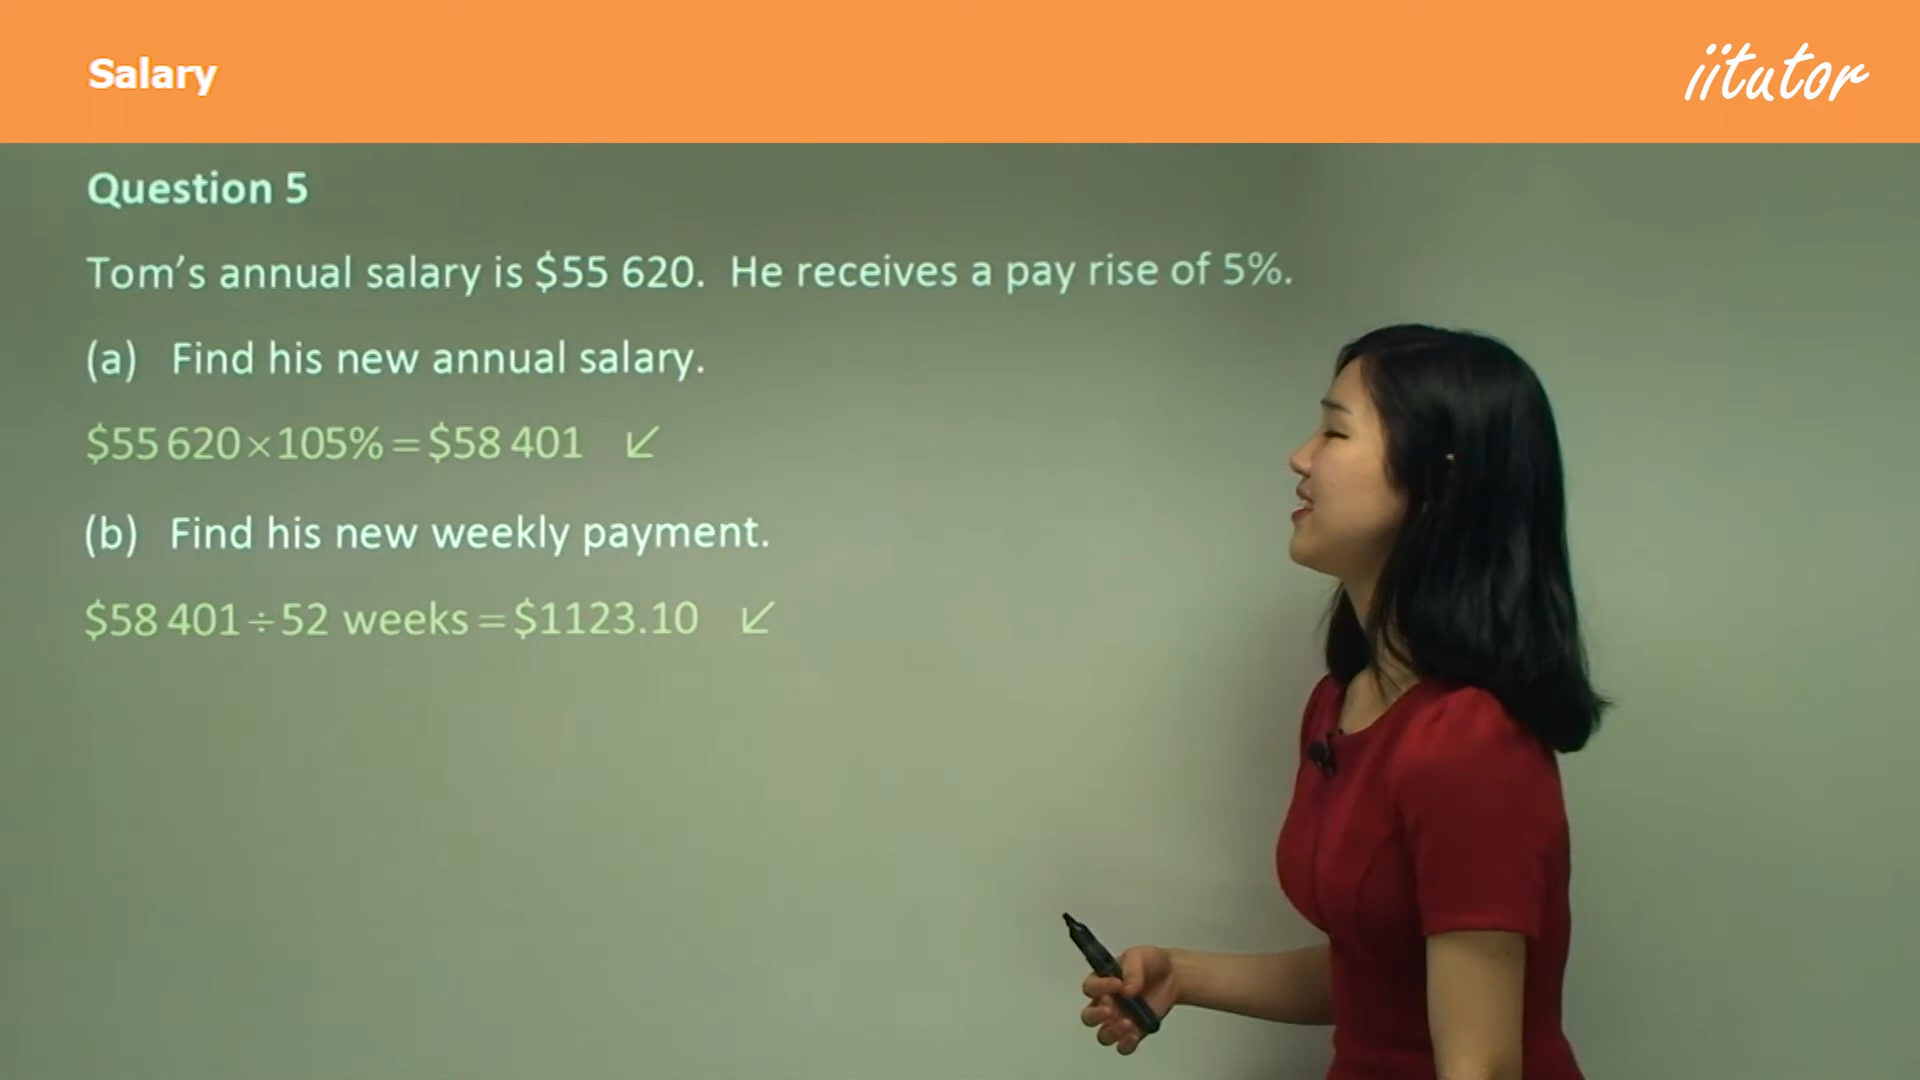 Salary
iitutor
Question 5
Tom’s annual salary is $55 620. He receives a pay rise of 5%.
(a) Find his new annual salary.
$55 620×105% = $58 401 ↙
(b) Find his new weekly payment.
$58 401÷52 weeks = $1123.10 ↙